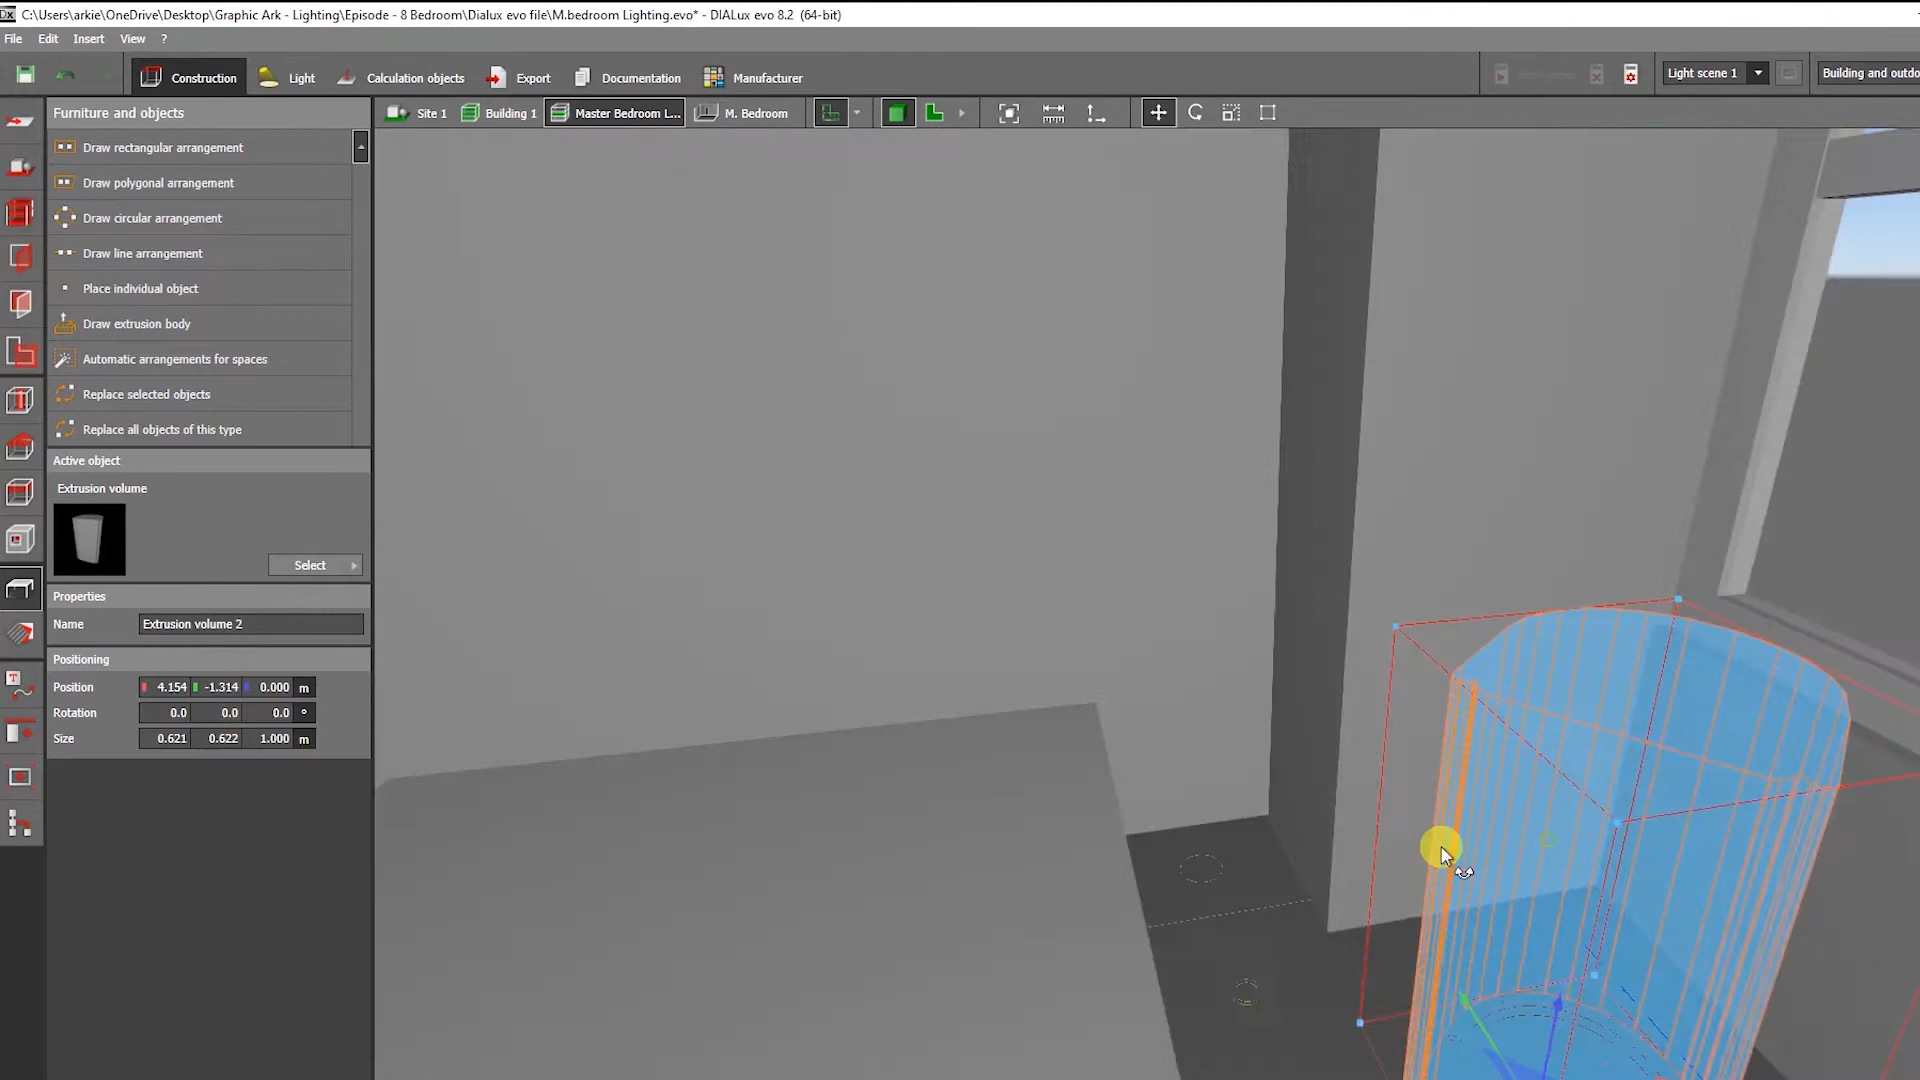 C:\Users\arkie\OneDrive\Desktop\Graphic Ark - Lighting\Episode - 8 Bedroom\Dialux evo file\M.bedroom Lighting.evo* - DIALux evo 8.2 (64-bit)
File Edit Insert View ?
Construction Light Calculation objects Export Documentation Manufacturer Light scene 1 Building and outdo
Furniture and objects Site 1 Building 1 Master Bedroom L... M. Bedroom
Draw rectangular arrangement
Draw polygonal arrangement
Draw circular arrangement
Draw line arrangement
Place individual object
Draw extrusion body
Automatic arrangements for spaces
Replace selected objects
Replace all objects of this type
Active object
Extrusion volume
Select
Properties
Name Extrusion volume 2
Positioning
Position 4.154 -1.314 0.000 m
Rotation 0.0 0.0 0.0 °
Size 0.621 0.622 1.000 m